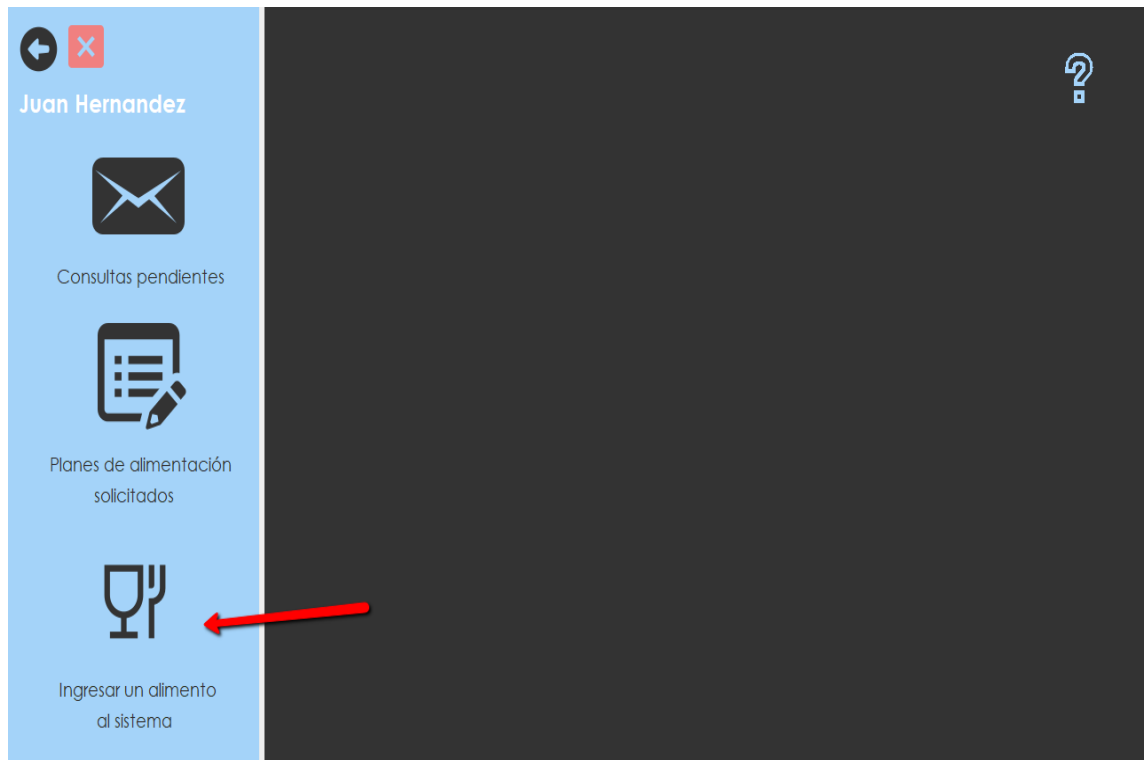 Juan Hernandez
Consultas pendientes
Planes de alimentación
solicitados
Ingresar un alimento
al sistema